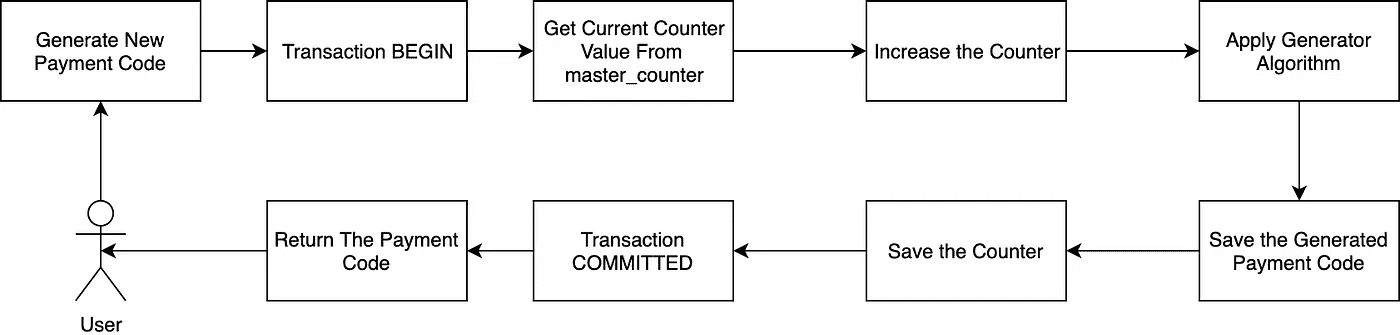 Generate New
Payment Code
Transaction BEGIN
Get Current Counter
Value From
master_counter
Increase the Counter
Apply Generator
Algorithm
Save the Generated
Payment Code
Save the Counter
Transaction
COMMITTED
Return The Payment
Code
User